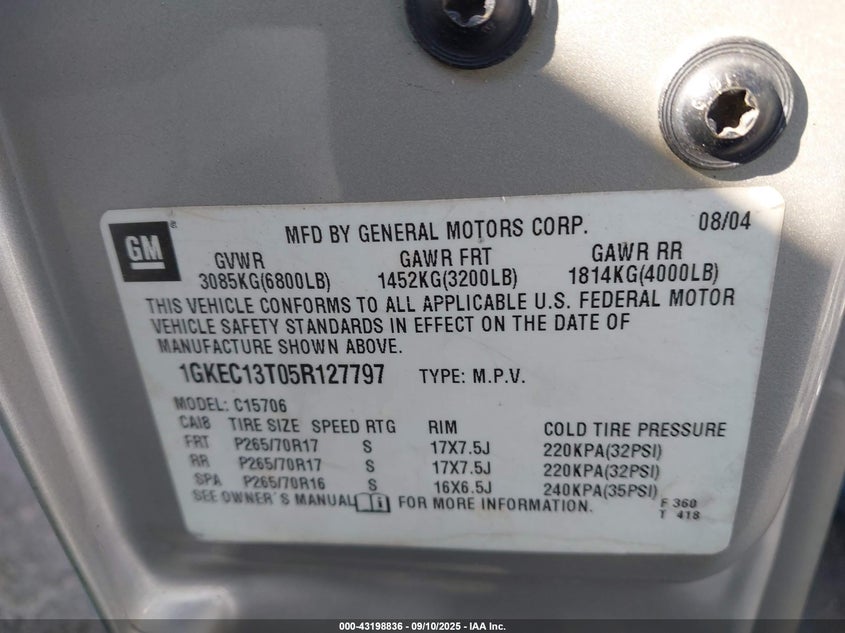 GM
MFD BY GENERAL MOTORS CORP. 08/04
GVWR GAWR FRT GAWR RR
3085KG(6800LB) 1452KG(3200LB) 1814KG(4000LB)
THIS VEHICLE CONFORMS TO ALL APPLICABLE U.S. FEDERAL MOTOR
VEHICLE SAFETY STANDARDS IN EFFECT ON THE DATE OF
MANUFACTURE SHOWN ABOVE.
1GKEC13T05R127797 TYPE: M.P.V.
MODEL: C15706
CAIB TIRE SIZE SPEED RTG RIM COLD TIRE PRESSURE
FRT P265/70R17 S 17X7.5J 220KPA(32PSI)
RR P265/70R17 S 17X7.5J 220KPA(32PSI)
SPA P265/70R16 S 16X6.5J 240KPA(35PSI)
SEE OWNER'S MANUAL FOR MORE INFORMATION.
F 360
T 418
000-43198836 - 09/10/2025 - IAA Inc.